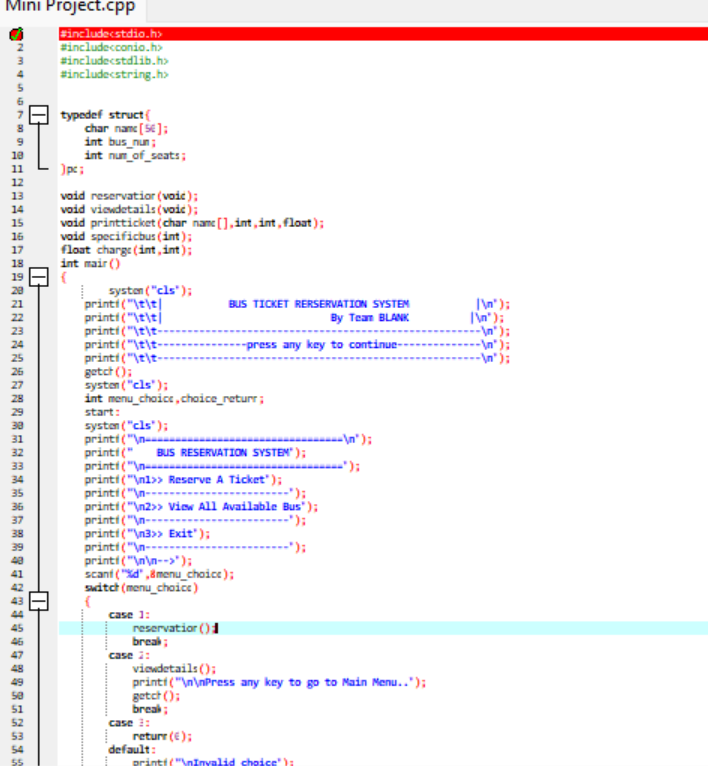 Mini Project.cpp
#include<stdio.h>
2 #include<conio.h>
3 #include<stdlib.h>
4 #include<string.h>
5
6
7 typedef struct{
8 char name[50];
9 int bus_num;
10 int num_of_seats;
11 }pc;
12
13 void reservation(void);
14 void viewdetails(void);
15 void printticket(char name[],int,int,float);
16 void specificbus(int);
17 float charge(int,int);
18 int main()
19 {
20 system("cls");
21 printf("\t\t| BUS TICKET RERSERVATION SYSTEM |\n");
22 printf("\t\t| By Team BLANK |\n");
23 printf("\t\t------------------------------------------------------\n");
24 printf("\t\t---------------press any key to continue--------------\n");
25 printf("\t\t------------------------------------------------------\n");
26 getch();
27 system("cls");
28 int menu_choice,choice_return;
29 start:
30 system("cls");
31 printf("\n=================================\n");
32 printf(" BUS RESERVATION SYSTEM");
33 printf("\n=================================");
34 printf("\n1>> Reserve A Ticket");
35 printf("\n------------------------");
36 printf("\n2>> View All Available Bus");
37 printf("\n------------------------");
38 printf("\n3>> Exit");
39 printf("\n------------------------");
40 printf("\n\n-->");
41 scanf("%d",&menu_choice);
42 switch(menu_choice)
43 {
44 case 1:
45 reservation();
46 break;
47 case 2:
48 viewdetails();
49 printf("\n\nPress any key to go to Main Menu..");
50 getch();
51 break;
52 case 3:
53 return(0);
54 default:
55 printf("\nInvalid choice");